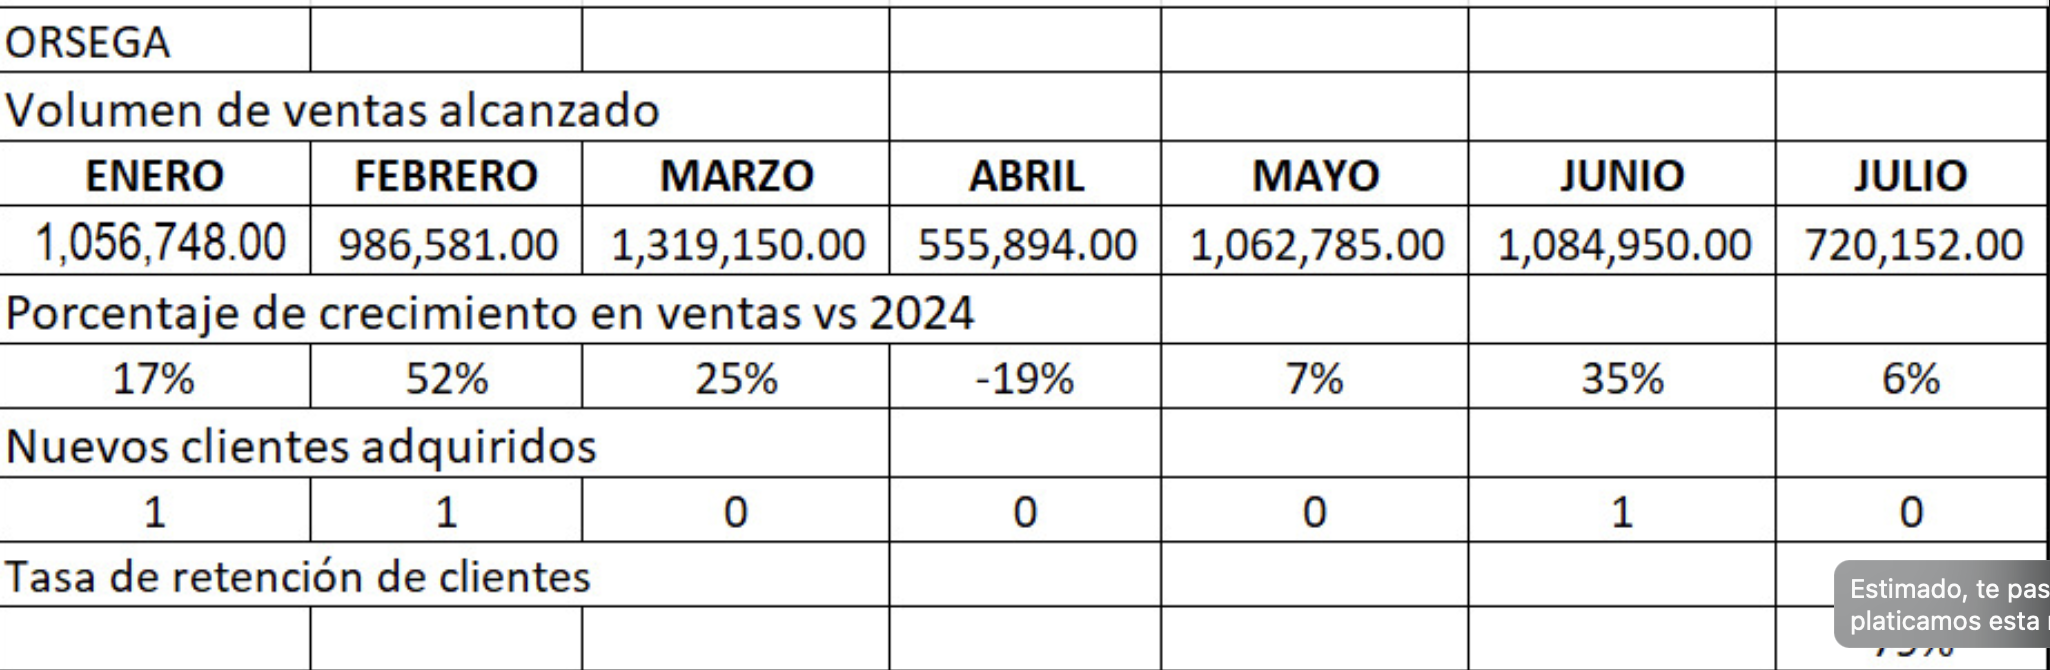 ORSEGA
Volumen de ventas alcanzado
ENERO FEBRERO MARZO ABRIL MAYO JUNIO JULIO
1,056,748.00 986,581.00 1,319,150.00 555,894.00 1,062,785.00 1,084,950.00 720,152.00
Porcentaje de crecimiento en ventas vs 2024
17% 52% 25% -19% 7% 35% 6%
Nuevos clientes adquiridos
1 1 0 0 0 1 0
Tasa de retención de clientes
Estimado, te pas
platicamos esta